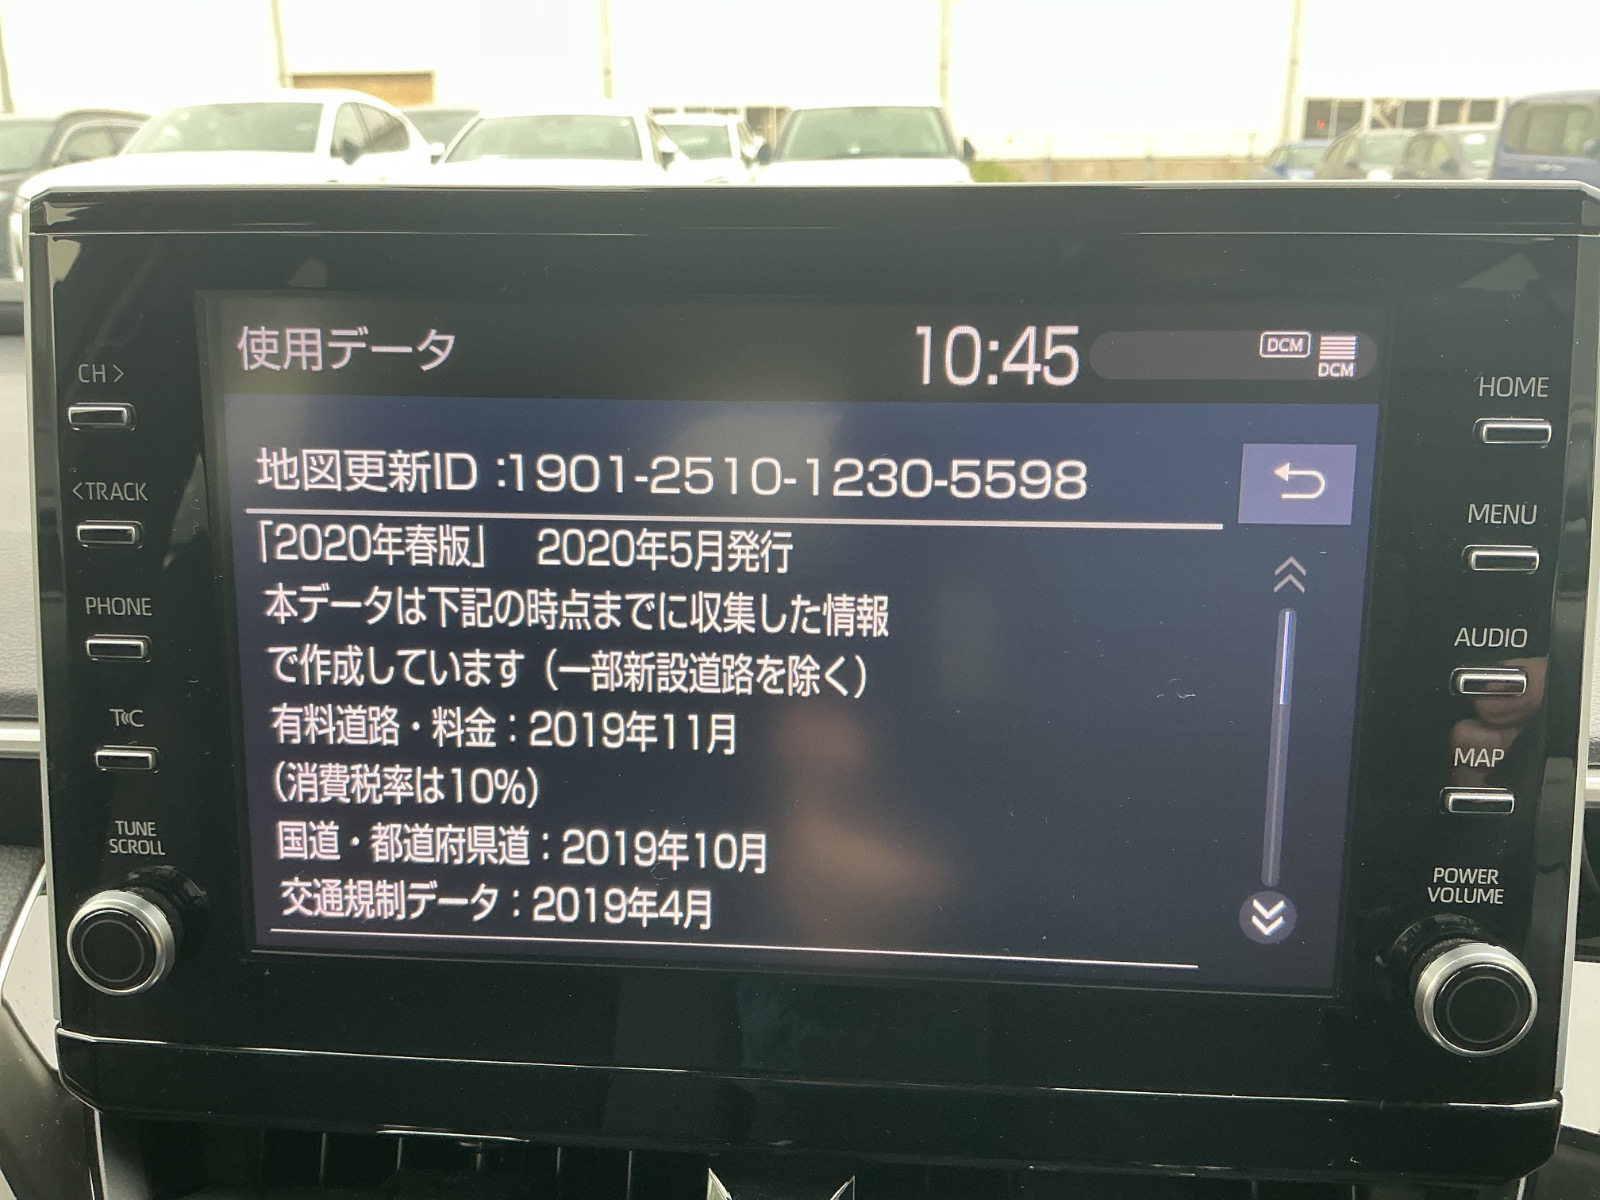 使用データ 10:45 DCM DCM
CH >
<TRACK
PHONE
TC
TUNE
SCROLL
地図更新ID :1901-2510-1230-5598
「2020年春版」 2020年5月発行
本データは下記の時点までに収集した情報
で作成しています（一部新設道路を除く）
有料道路・料金：2019年11月
（消費税率は10%）
国道・都道府県道：2019年10月
交通規制データ：2019年4月
HOME
MENU
AUDIO
MAP
POWER
VOLUME